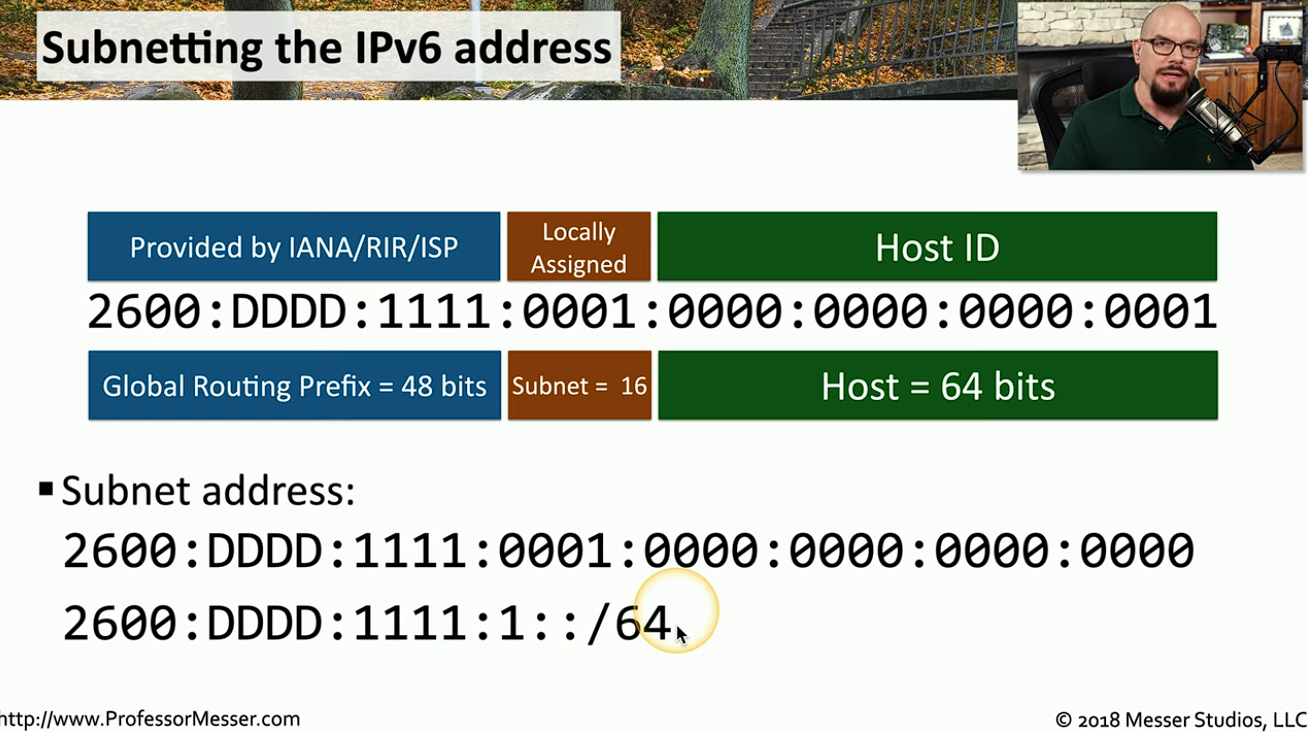 Subnetting the IPv6 address
Provided by IANA/RIR/ISP
Locally
Assigned
Host ID
2600:DDDD:1111:0001:0000:0000:0000:0001
Global Routing Prefix = 48 bits
Subnet = 16
Host = 64 bits
▪ Subnet address:
2600:DDDD:1111:0001:0000:0000:0000:0000
2600:DDDD:1111:1::/64
http://www.ProfessorMesser.com
© 2018 Messer Studios, LLC